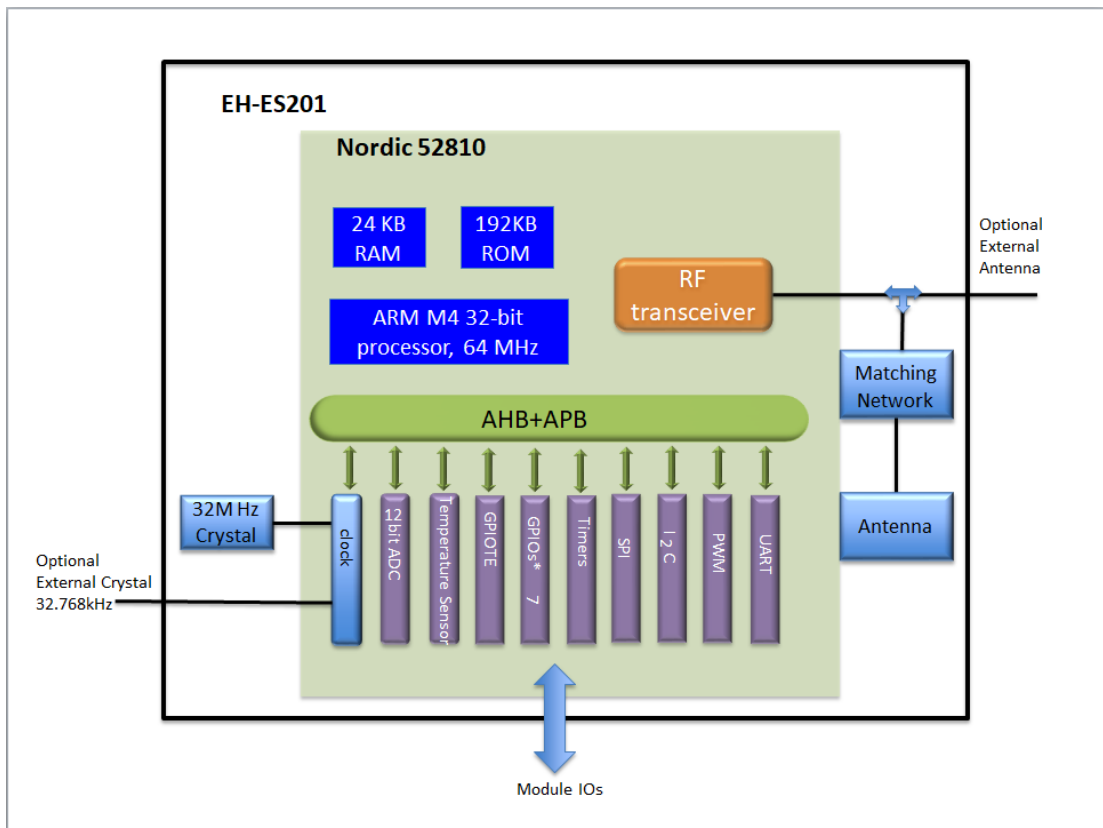 EH-ES201
Nordic 52810
24 KB
RAM
192KB
ROM
RF
transceiver
ARM M4 32-bit
processor, 64 MHz
Optional
External
Antenna
Matching
Network
Antenna
AHB+APB
32M Hz
Crystal
Optional
External Crystal
32.768kHz
clock
12bit ADC
Temperature Sensor
GPIOTE
GPIOs* 7
Timers
SPI
I 2 C
PWM
UART
Module IOs